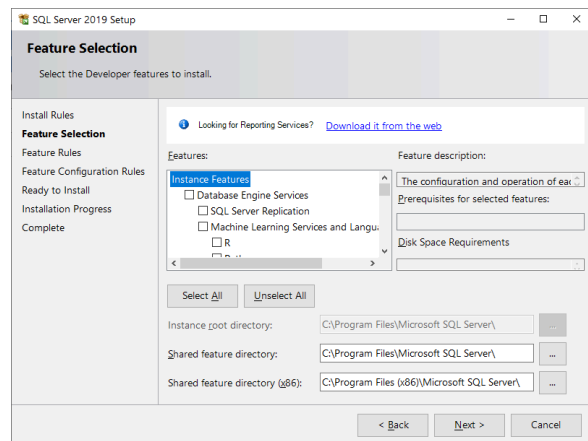 SQL Server 2019 Setup
Feature Selection
Select the Developer features to install.
Install Rules
Feature Selection
Feature Rules
Feature Configuration Rules
Ready to Install
Installation Progress
Complete
Looking for Reporting Services? Download it from the web
Features:
Instance Features
Database Engine Services
SQL Server Replication
Machine Learning Services and Langu
R
Feature description:
The configuration and operation of eac
Prerequisites for selected features:
Disk Space Requirements
Select All Unselect All
Instance root directory: C:\Program Files\Microsoft SQL Server\ ...
Shared feature directory: C:\Program Files\Microsoft SQL Server\ ...
Shared feature directory (x86): C:\Program Files (x86)\Microsoft SQL Server\ ...
< Back Next > Cancel